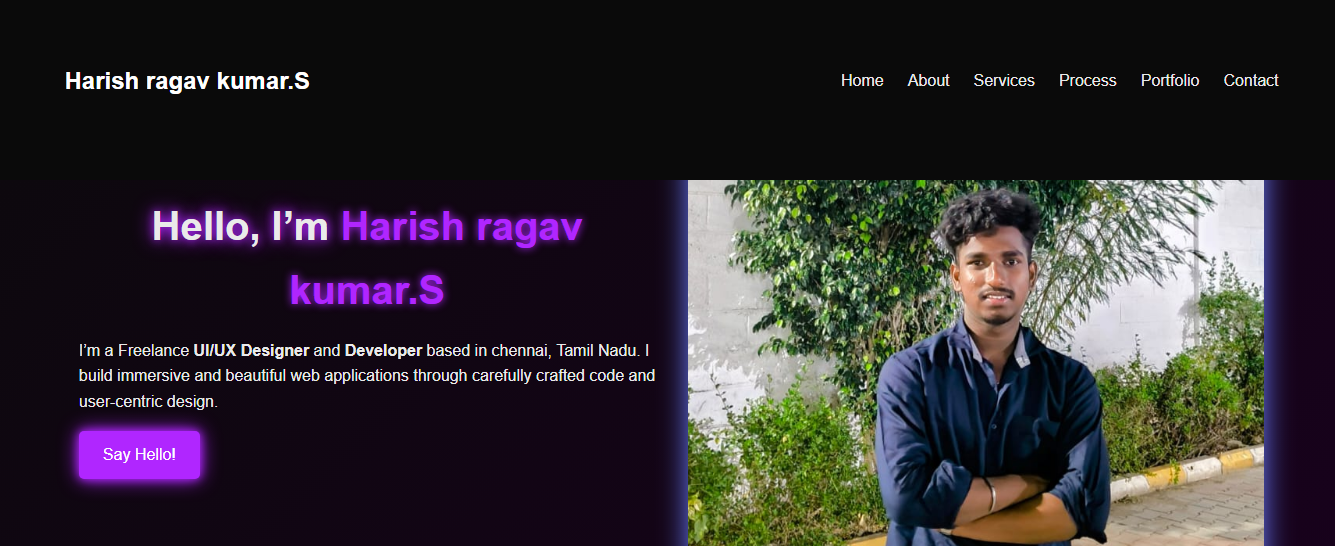 Harish ragav kumar.S
Home About Services Process Portfolio Contact
Hello, I’m Harish ragav
kumar.S
I’m a Freelance UI/UX Designer and Developer based in chennai, Tamil Nadu. I
build immersive and beautiful web applications through carefully crafted code and
user-centric design.
Say Hello!